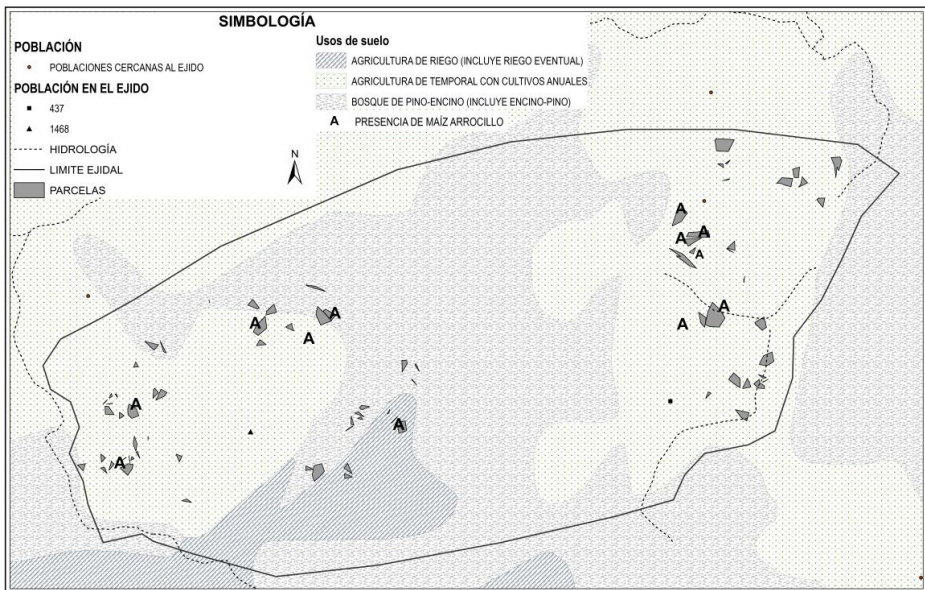 SIMBOLOGÍA
POBLACIÓN
POBLACIONES CERCANAS AL EJIDO
POBLACIÓN EN EL EJIDO
437
1468
HIDROLOGÍA
LIMITE EJIDAL
PARCELAS
N
Usos de suelo
AGRICULTURA DE RIEGO (INCLUYE RIEGO EVENTUAL)
AGRICULTURA DE TEMPORAL CON CULTIVOS ANUALES
BOSQUE DE PINO-ENCINO (INCLUYE ENCINO-PINO)
A PRESENCIA DE MAÍZ ARROCILLO
A
A
A
A
A
A
A
A
A
A
A
A
A